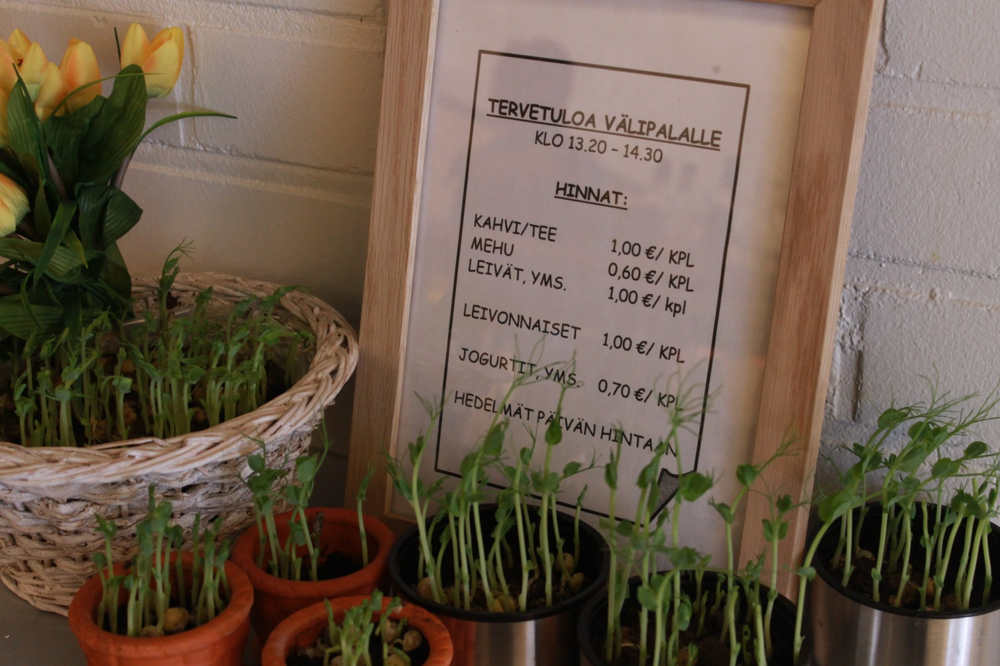 TERVETULOA VÄLIPALALLE
KLO 13.20 - 14.30
HINNAT:
KAHVI/TEE 1,00 €/ KPL
MEHU 0,60 €/ KPL
LEIVÄT, YMS. 1,00 €/ kpl
LEIVONNAISET 1,00 €/ KPL
JOGURTIT, YMS. 0,70 €/ KPL
HEDELMÄT PÄIVÄN HINTAAN